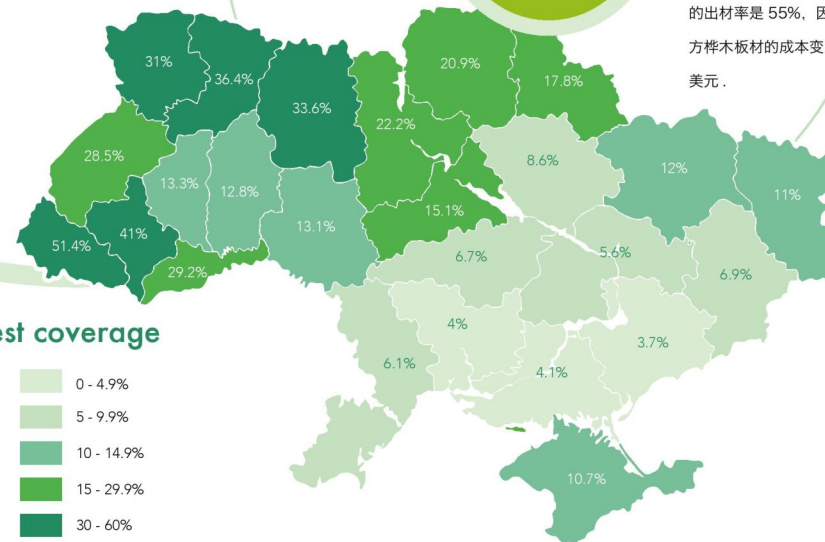 的出材率是 55%,
方桦木板材的成本变
美元 .
31%
36.4%
33.6%
20.9%
17.8%
22.2%
28.5%
13.3%
12.8%
8.6%
12%
11%
13.1%
15.1%
51.4%
41%
29.2%
6.7%
5.6%
6.9%
4%
3.7%
6.1%
4.1%
10.7%
coverage
0 - 4.9%
5 - 9.9%
10 - 14.9%
15 - 29.9%
30 - 60%